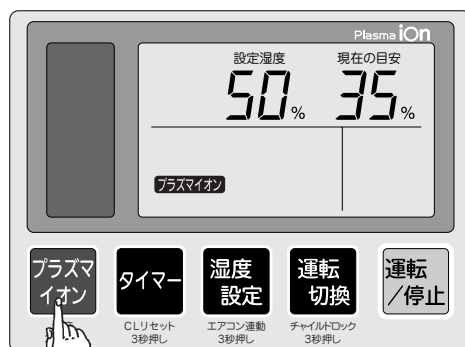 Plasma iOn
設定湿度 現在の目安
50% 35%
プラズマイオン
プラズマ
イオン
タイマー
湿度
設定
運転
切換
運転
/停止
CLリセット
3秒押し
エアコン連動
3秒押し
チャイルドロック
3秒押し